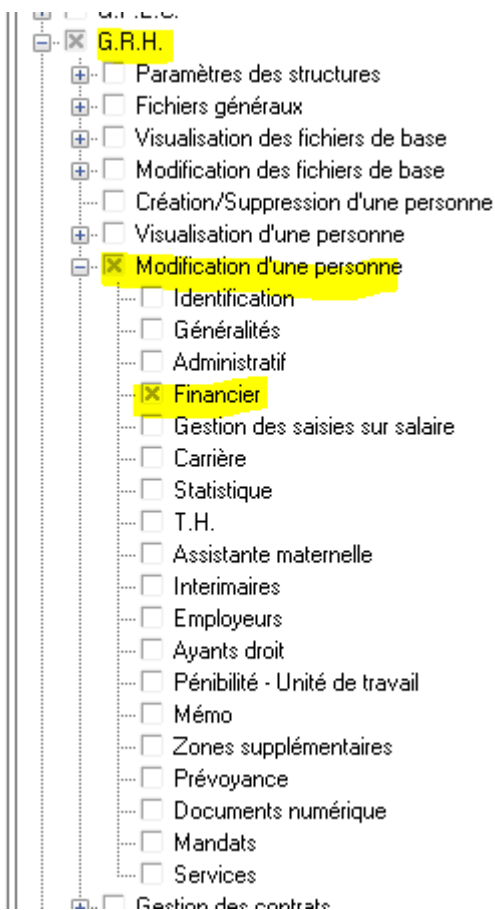 G.P.E.C.
G.R.H.
Paramètres des structures
Fichiers généraux
Visualisation des fichiers de base
Modification des fichiers de base
Création/Suppression d'une personne
Visualisation d'une personne
Modification d'une personne
Identification
Généralités
Administratif
Financier
Gestion des saisies sur salaire
Carrière
Statistique
T.H.
Assistante maternelle
Interimaires
Employeurs
Ayants droit
Pénibilité - Unité de travail
Mémo
Zones supplémentaires
Prévoyance
Documents numérique
Mandats
Services
Gestion des contrats